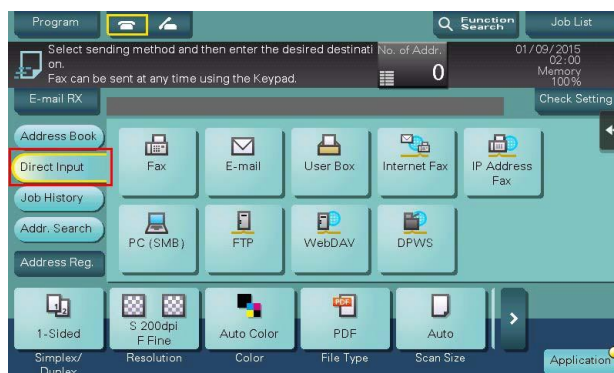 Program
Function
Search
Job List
Select sending method and then enter the desired destinati
on.
Fax can be sent at any time using the Keypad.
No. of Addr.
0
01/09/2015
02:00
Memory
100%
E-mail RX
Check Setting
Address Book
Direct Input
Job History
Addr. Search
Address Reg.
Fax
E-mail
User Box
Internet Fax
IP Address
Fax
PC (SMB)
FTP
WebDAV
DPWS
1-Sided
S 200dpi
F Fine
Auto Color
PDF
PDF
Auto
Simplex/
Duplex
Resolution
Color
File Type
Scan Size
Application